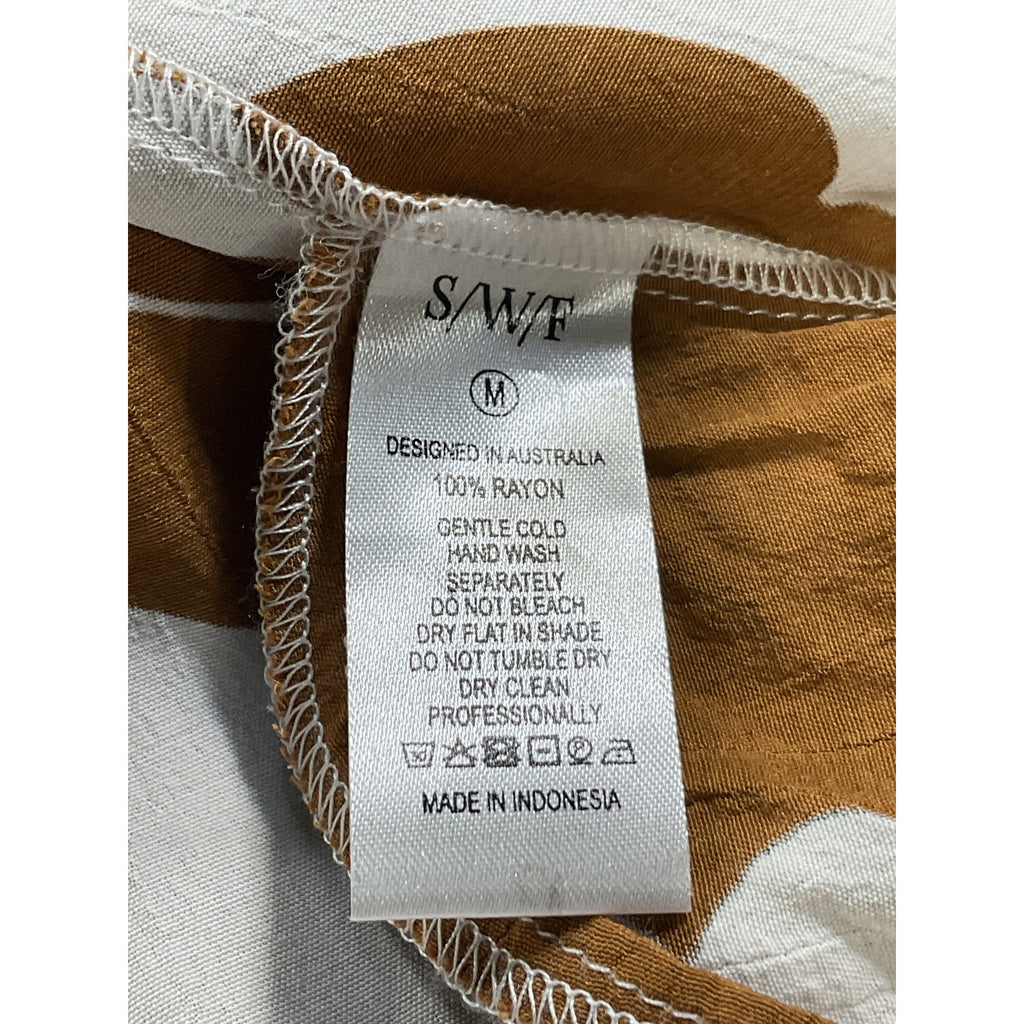 S/W/F
M
DESIGNED IN AUSTRALIA
100% RAYON
GENTLE COLD
HAND WASH
SEPARATELY
DO NOT BLEACH
DRY FLAT IN SHADE
DO NOT TUMBLE DRY
DRY CLEAN
PROFESSIONALLY
P
MADE IN INDONESIA